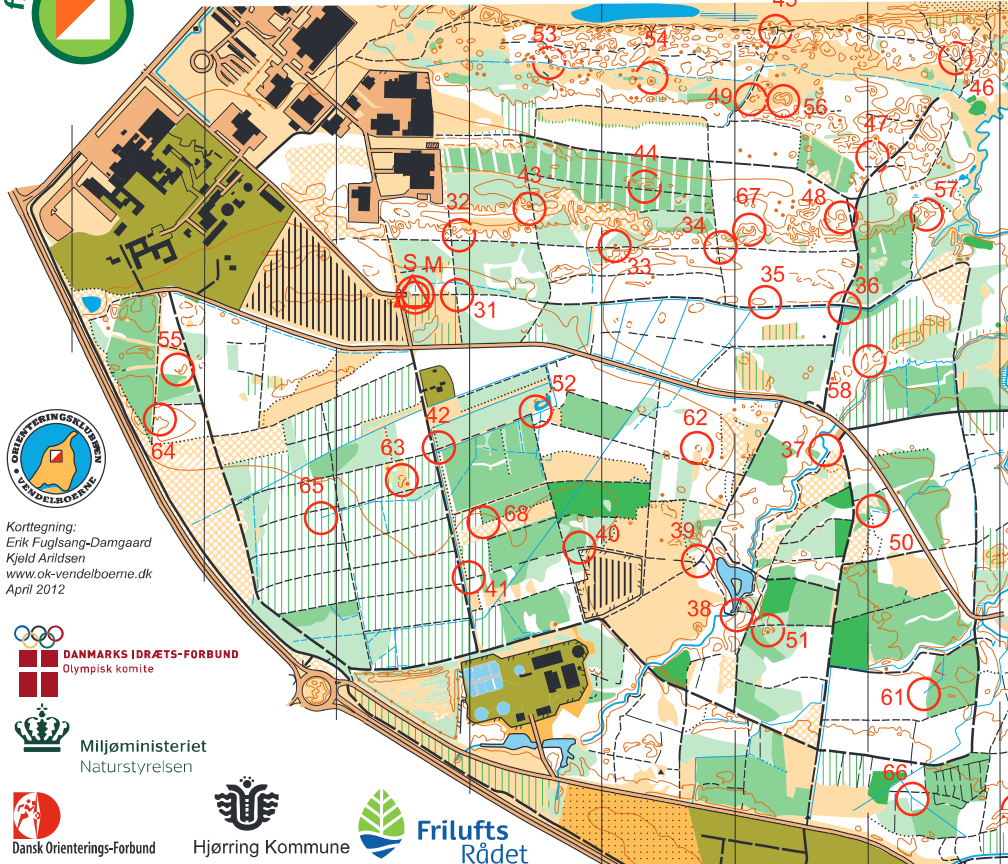 45
53
54
46
49
56
47
44
43
32
67
48
57
34
33
S M
35
36
31
55
58
52
42
62
64
63
37
65
68
50
40
39
41
38
51
61
66
ORIENTERINGSKLUBBEN
VENDELBOERNE
Korttegning:
Erik Fuglsang-Damgaard
Kjeld Arildsen
www.ok-vendelboerne.dk
April 2012
DANMARKS IDRÆTS-FORBUND
Olympisk komite
Miljøministeriet
Naturstyrelsen
Dansk Orienterings-Forbund
Hjørring Kommune
Frilufts
Rådet